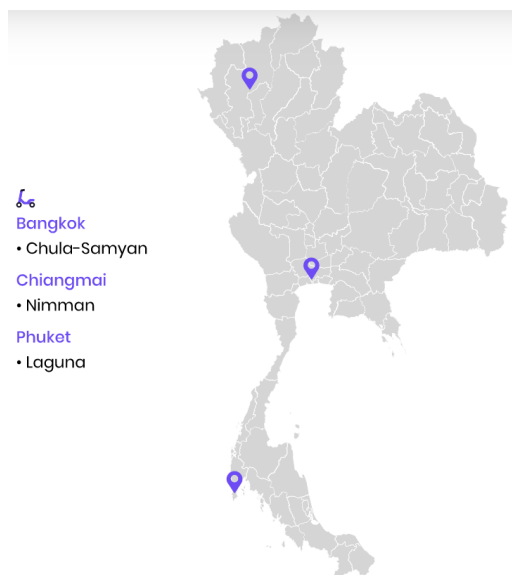 Bangkok
• Chula-Samyan
Chiangmai
• Nimman
Phuket
• Laguna